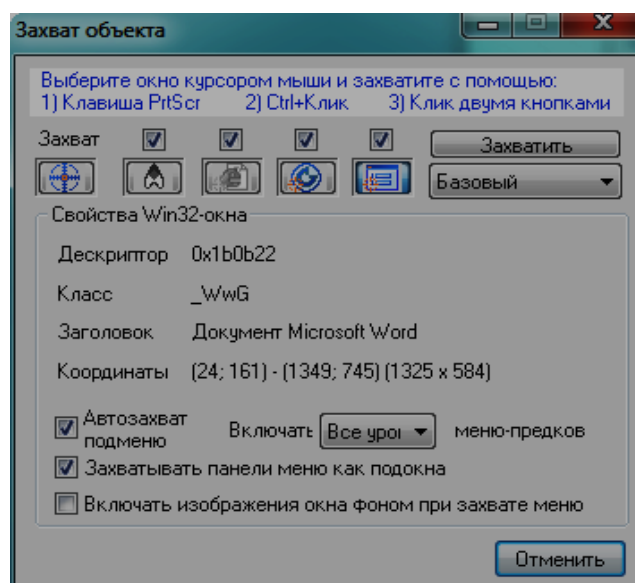 Захват объекта
Выберите окно курсором мыши и захватите с помощью:
1) Клавиша PrtScr 2) Ctrl+Клик 3) Клик двумя кнопками
Захват
Захватить
Базовый
Свойства Win32-окна
Дескриптор 0x1b0b22
Класс _WwG
Заголовок Документ Microsoft Word
Координаты (24; 161) - (1349; 745) (1325 x 584)
Автозахват подменю Включать Все уро меню-предков
Захватывать панели меню как подокна
Включать изображения окна фоном при захвате меню
Отменить